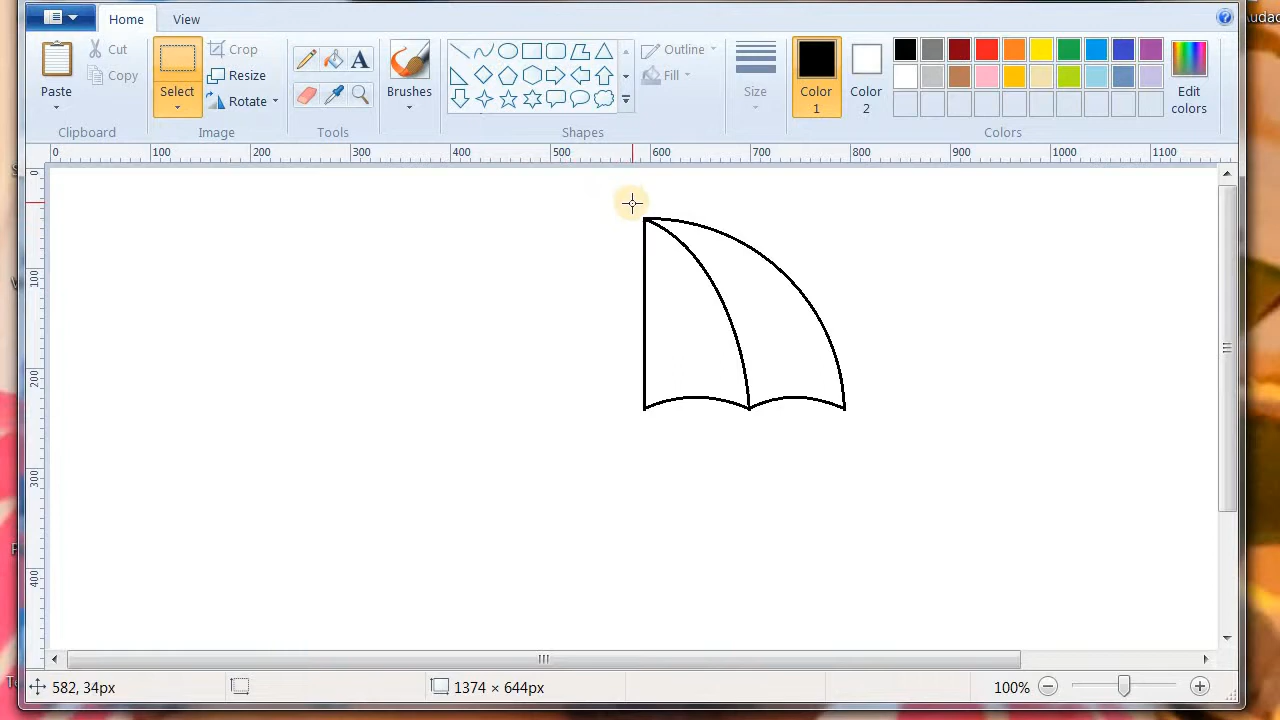 Home
View
Audac
Paste
Cut
Copy
Select
Crop
Resize
Rotate
A
Brushes
Outline
Fill
Size
Color
1
Color
2
Edit
colors
Clipboard
Image
Tools
Shapes
Colors
0
100
200
300
400
500
600
700
800
900
1000
1100
0
100
200
300
400
582, 34px
1374 × 644px
100%